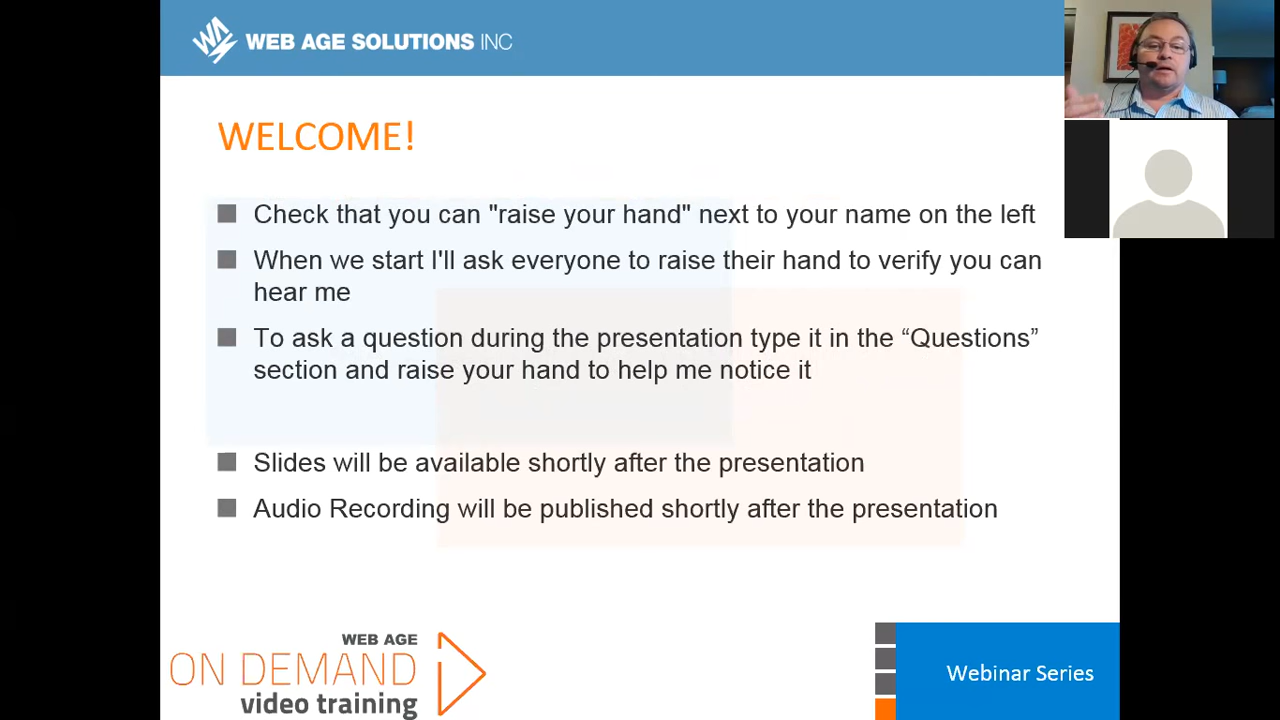 WEB AGE SOLUTIONS INC
WELCOME!
Check that you can "raise your hand" next to your name on the left
When we start I'll ask everyone to raise their hand to verify you can
hear me
To ask a question during the presentation type it in the “Questions”
section and raise your hand to help me notice it
Slides will be available shortly after the presentation
Audio Recording will be published shortly after the presentation
WEB AGE
ON DEMAND
video training
Webinar Series